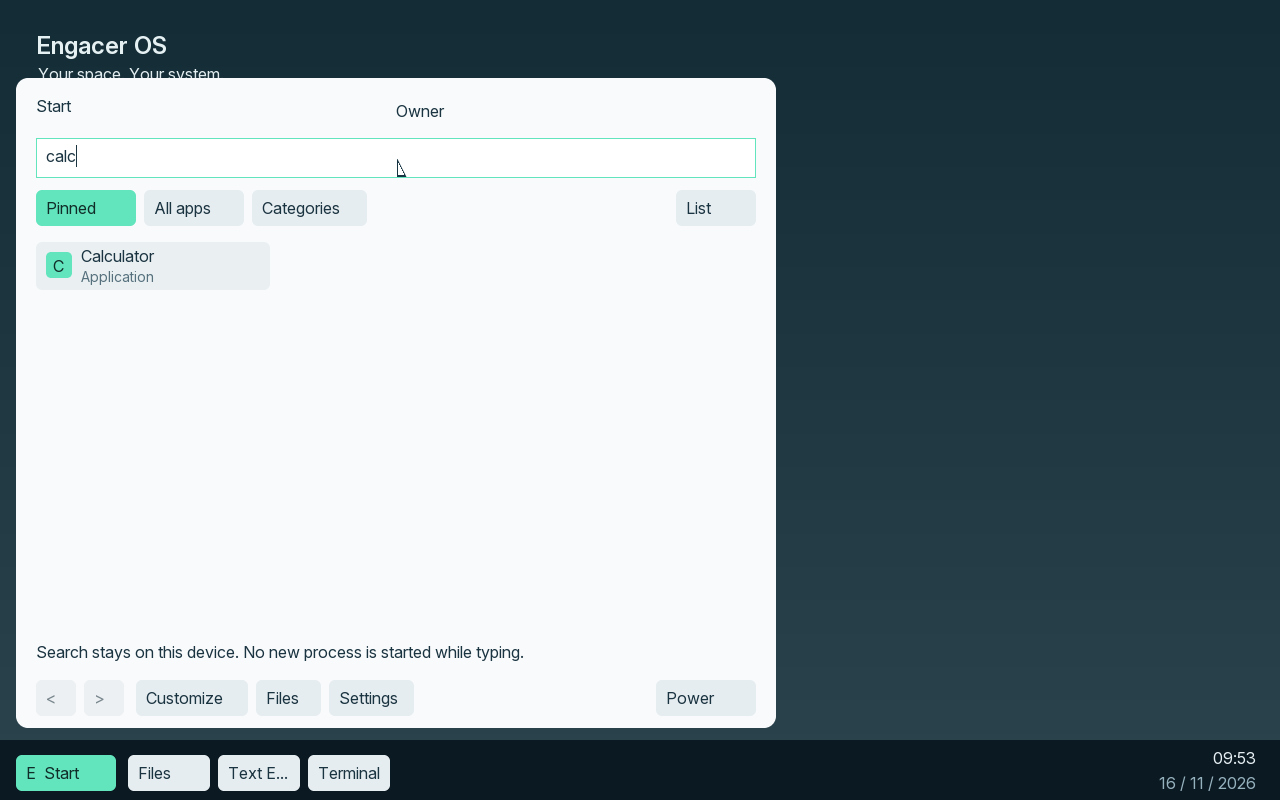 Engacer OS
Your space. Your system
Start
Owner
calc
Pinned All apps Categories List
C Calculator
Application
Search stays on this device. No new process is started while typing.
< > Customize Files Settings Power
E Start Files Text E... Terminal
09:53
16 / 11 / 2026